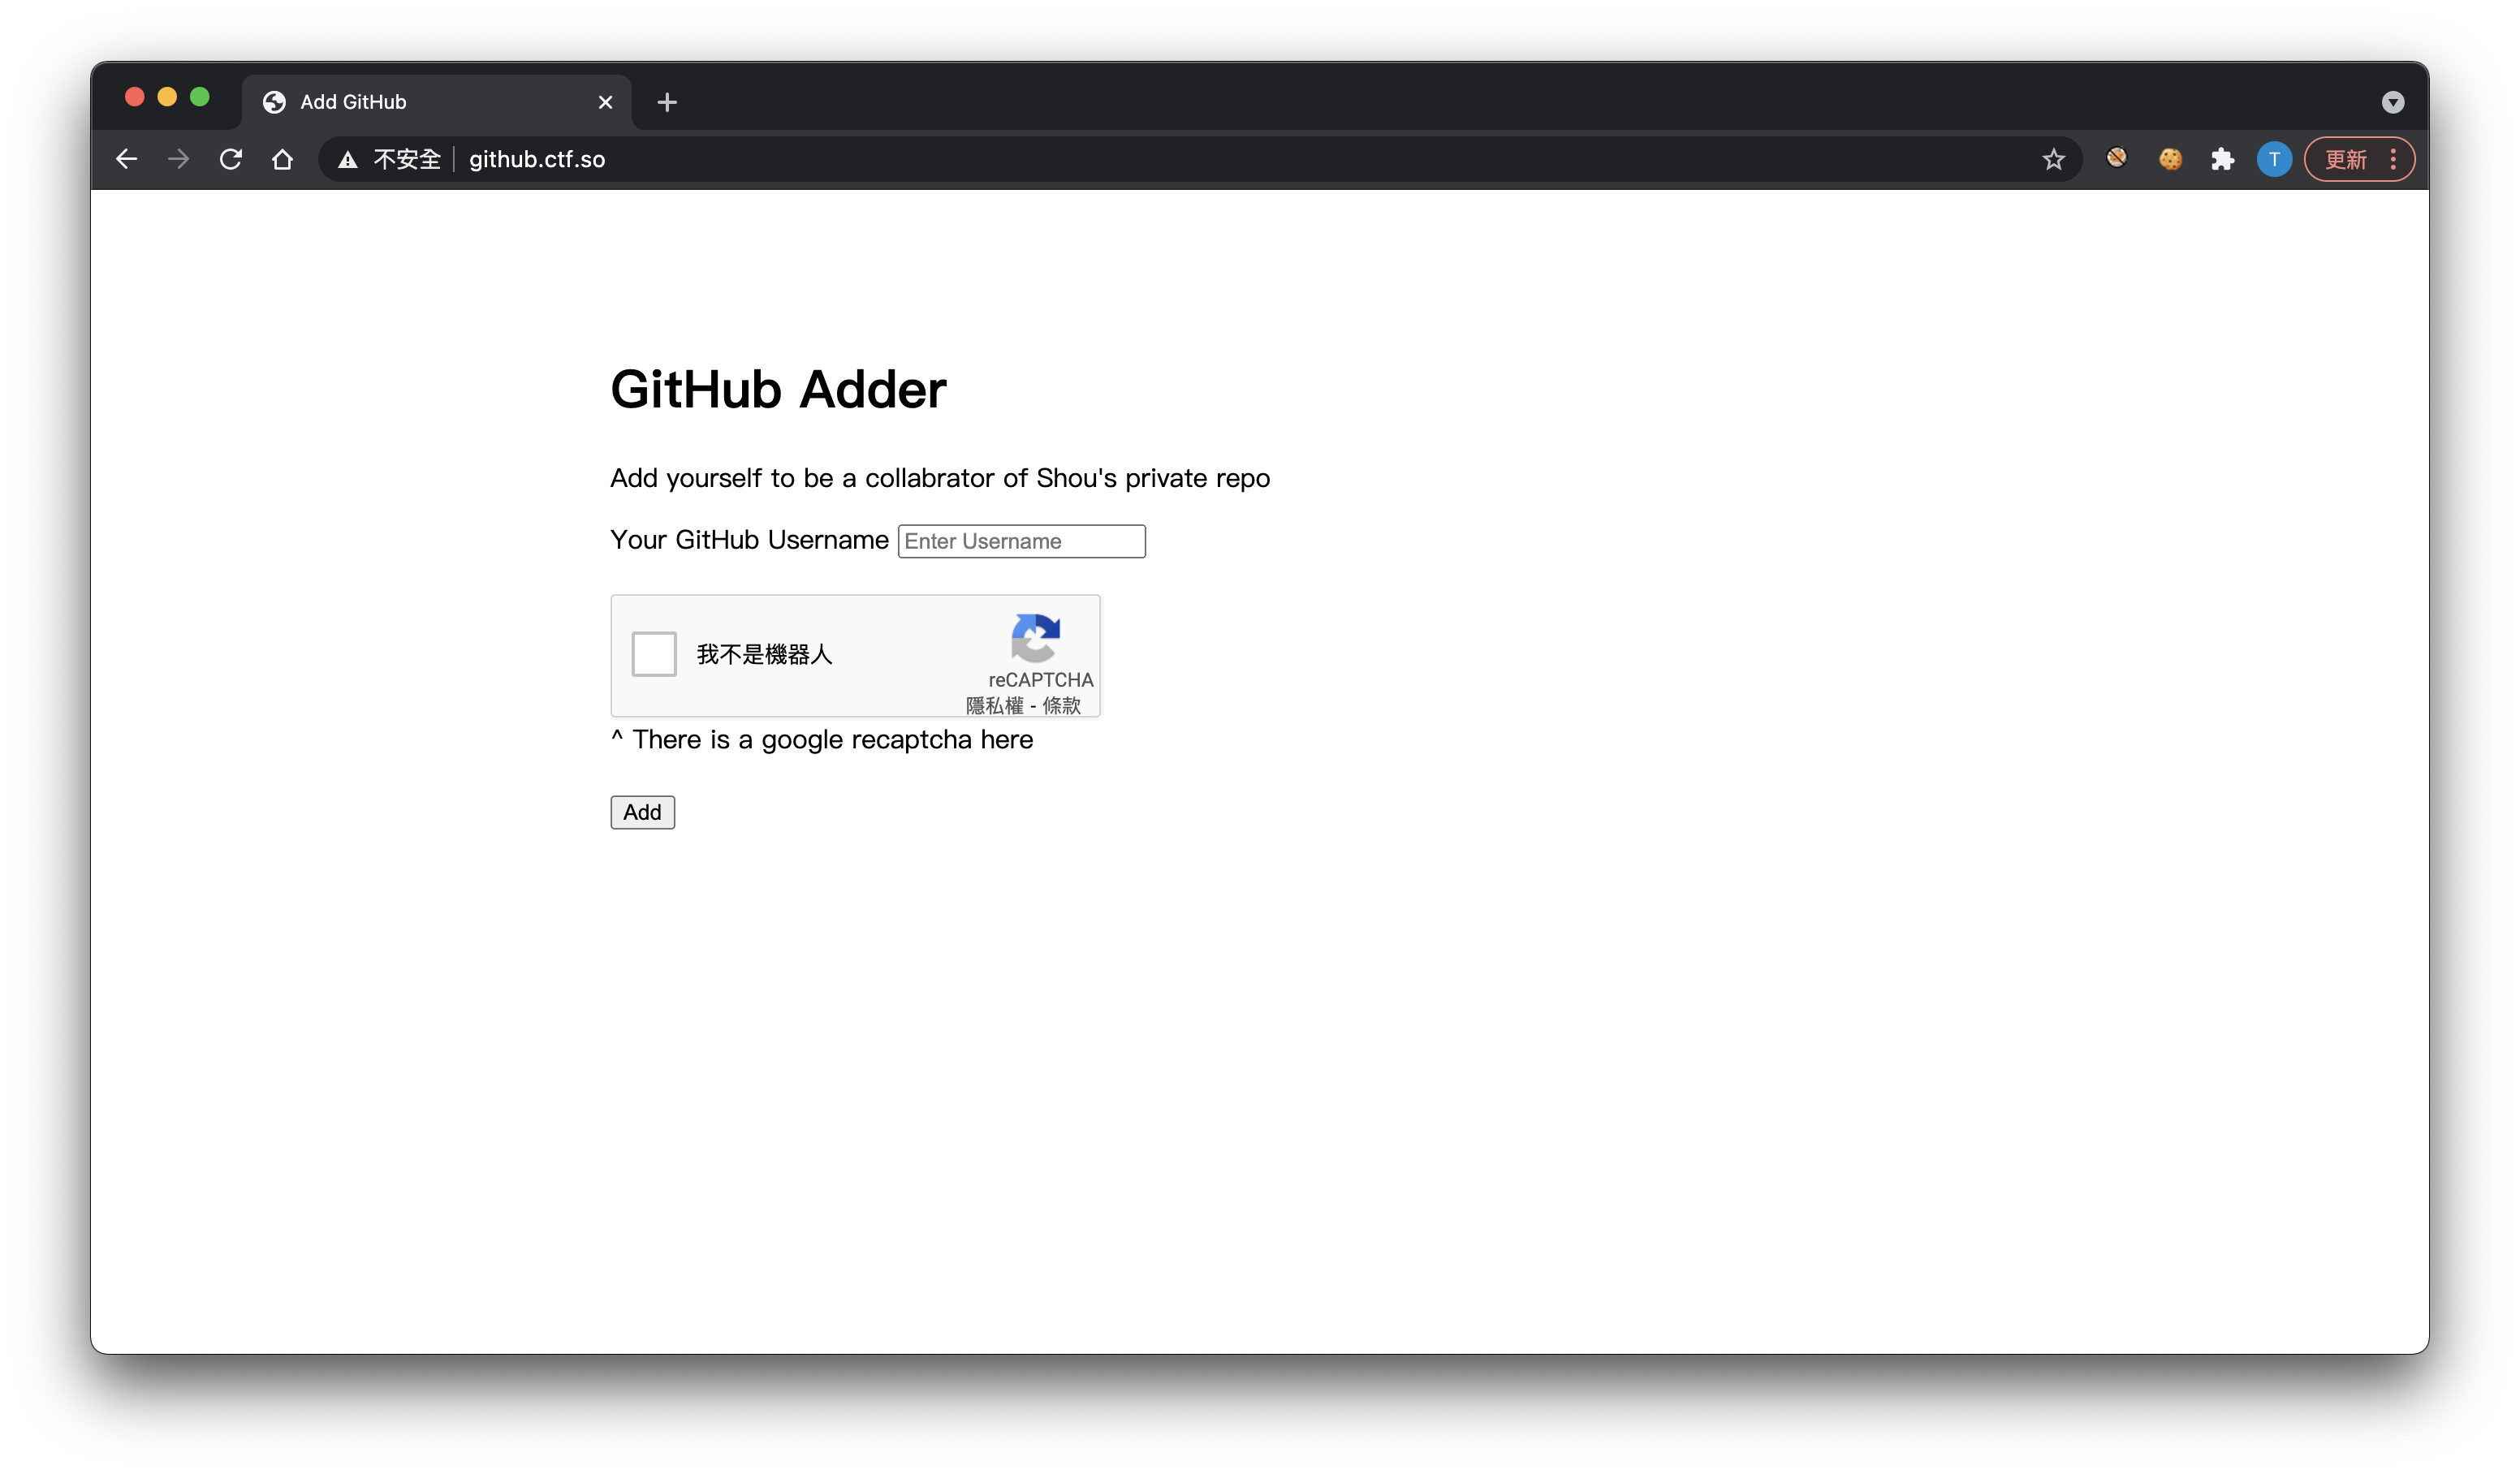 Add GitHub
不安全 github.ctf.so
T
更新
GitHub Adder
Add yourself to be a collabrator of Shou's private repo
Your GitHub Username Enter Username
我不是機器人
reCAPTCHA
隱私權 - 條款
^ There is a google recaptcha here
Add